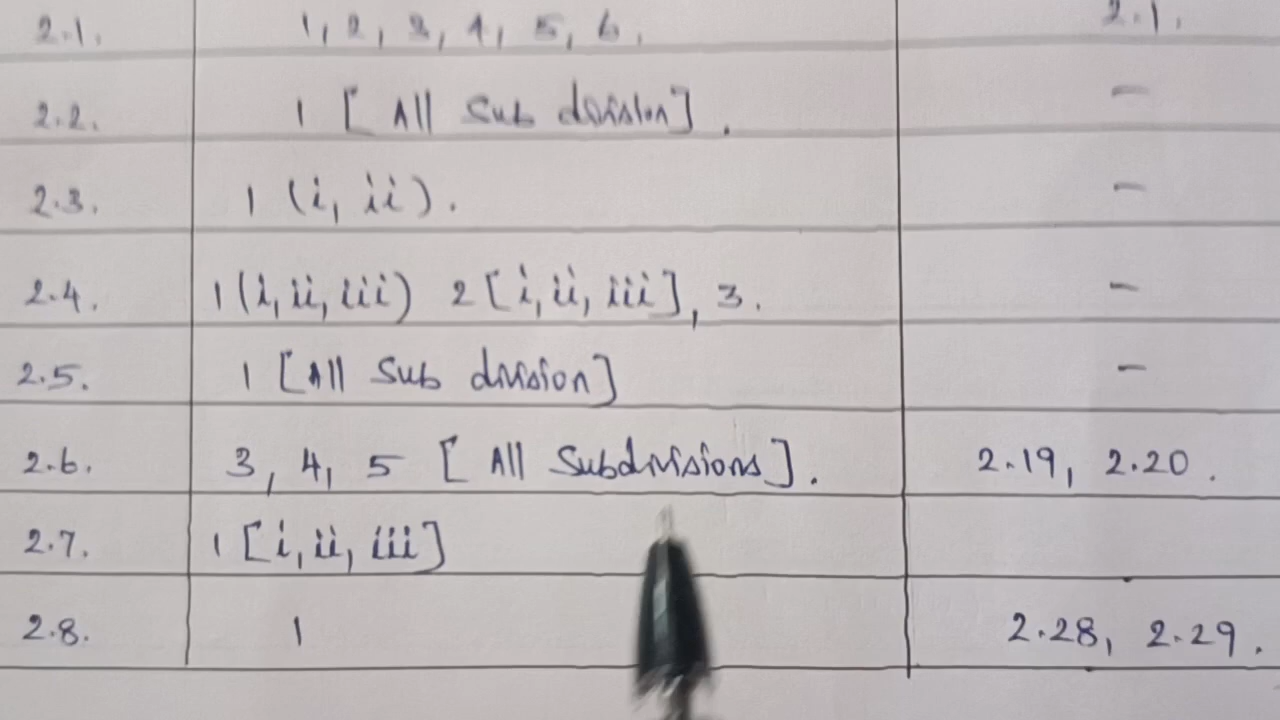 2.1. 1, 2, 3, 4, 5, 6. 2.1.
2.2. 1 [ All Sub division ] . -
2.3. 1 (i, ii). -
2.4. 1 (i, ii, iii) 2 [i, ii, iii], 3. -
2.5. 1 [All Sub division] -
2.6. 3, 4, 5 [ All Subdivisions ]. 2.19, 2.20.
2.7. 1 [i, ii, iii]
2.8. 1 2.28, 2.29.